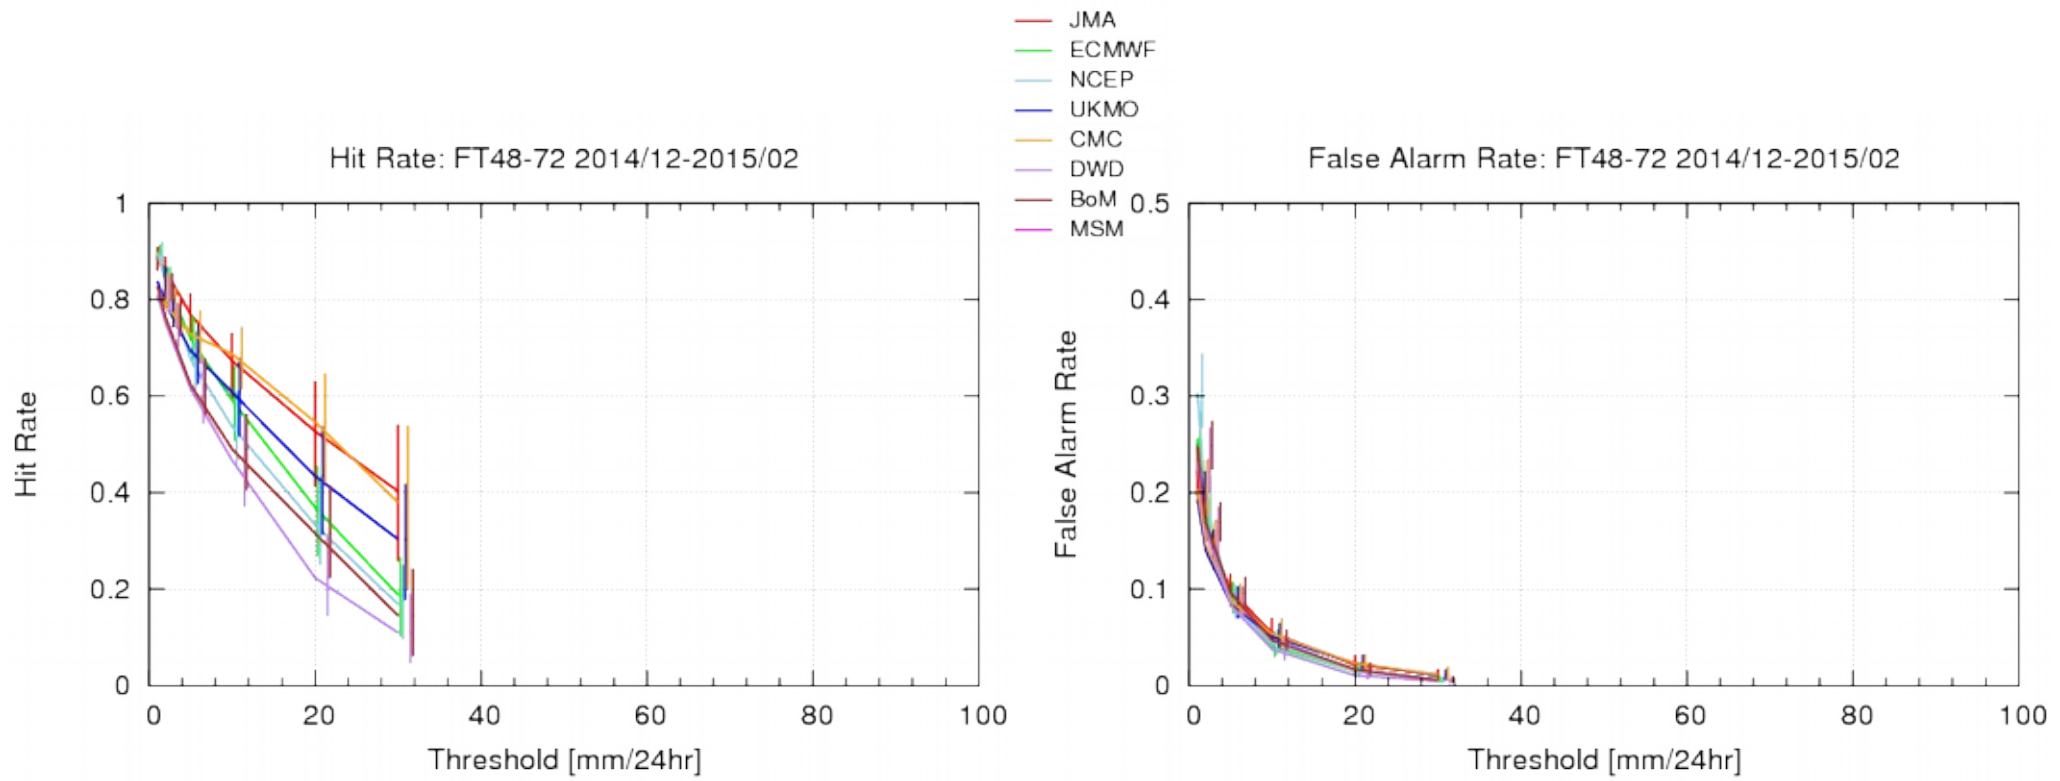 JMA
ECMWF
NCEP
UKMO
CMC
DWD
BoM
MSM
Hit Rate: FT48-72 2014/12-2015/02
1
0.8
0.6
0.4
0.2
0
Hit Rate
0 20 40 60 80 100
Threshold [mm/24hr]
False Alarm Rate: FT48-72 2014/12-2015/02
0.5
0.4
0.3
0.2
0.1
0
False Alarm Rate
0 20 40 60 80 100
Threshold [mm/24hr]